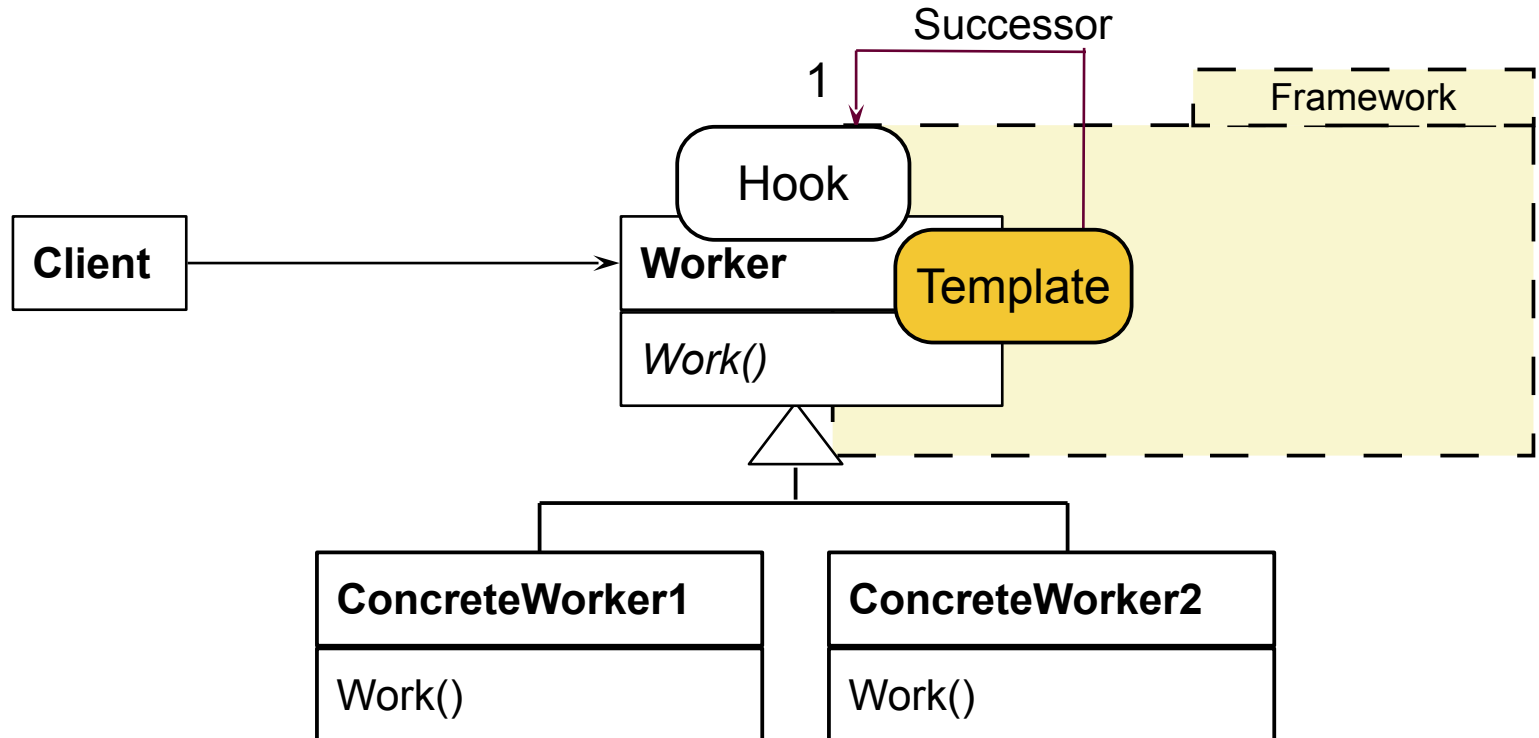 Successor
1
Framework
Hook
Client
Worker
Template
Work()
ConcreteWorker1
ConcreteWorker2
Work()
Work()